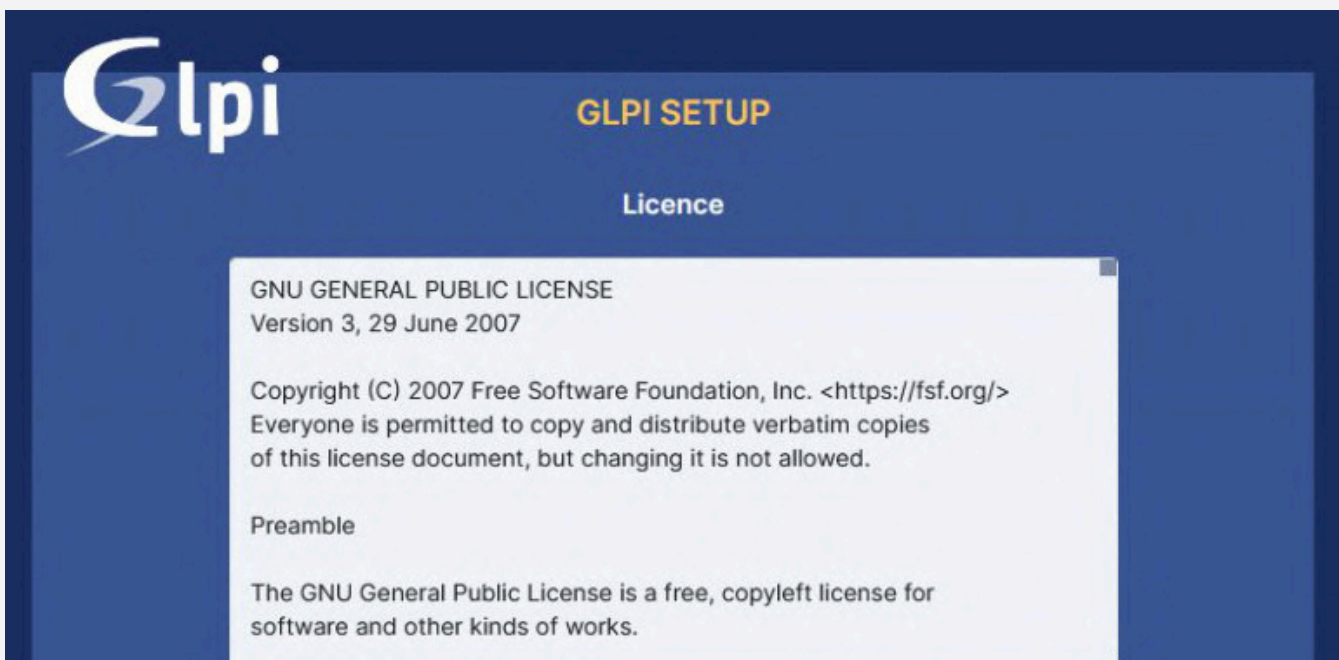 Glpi
GLPI SETUP
Licence
GNU GENERAL PUBLIC LICENSE
Version 3, 29 June 2007
Copyright (C) 2007 Free Software Foundation, Inc. <https://fsf.org/>
Everyone is permitted to copy and distribute verbatim copies
of this license document, but changing it is not allowed.
Preamble
The GNU General Public License is a free, copyleft license for
software and other kinds of works.